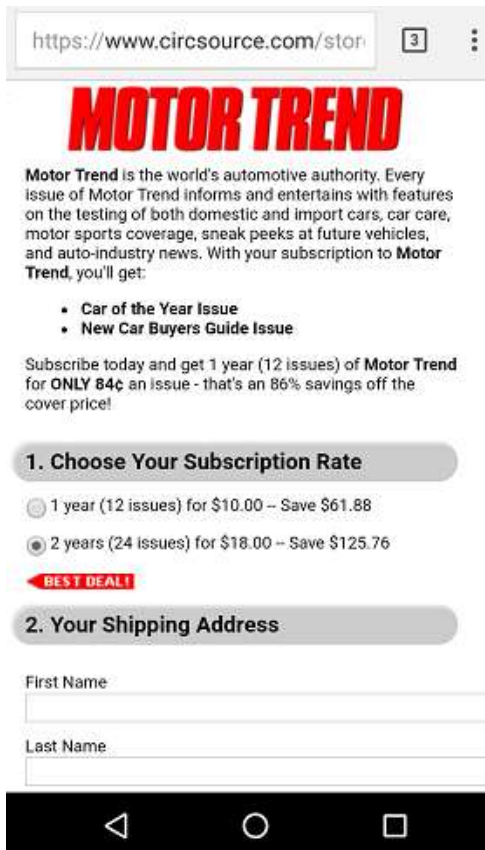 https://www.circsource.com/stor
3
MOTOR TREND
Motor Trend is the world's automotive authority. Every
issue of Motor Trend informs and entertains with features
on the testing of both domestic and import cars, car care,
motor sports coverage, sneak peeks at future vehicles,
and auto-industry news. With your subscription to Motor
Trend, you'll get:
• Car of the Year Issue
• New Car Buyers Guide Issue
Subscribe today and get 1 year (12 issues) of Motor Trend
for ONLY 84¢ an issue - that's an 86% savings off the
cover price!
1. Choose Your Subscription Rate
1 year (12 issues) for $10.00 -- Save $61.88
2 years (24 issues) for $18.00 -- Save $125.76
BEST DEAL!
2. Your Shipping Address
First Name
Last Name